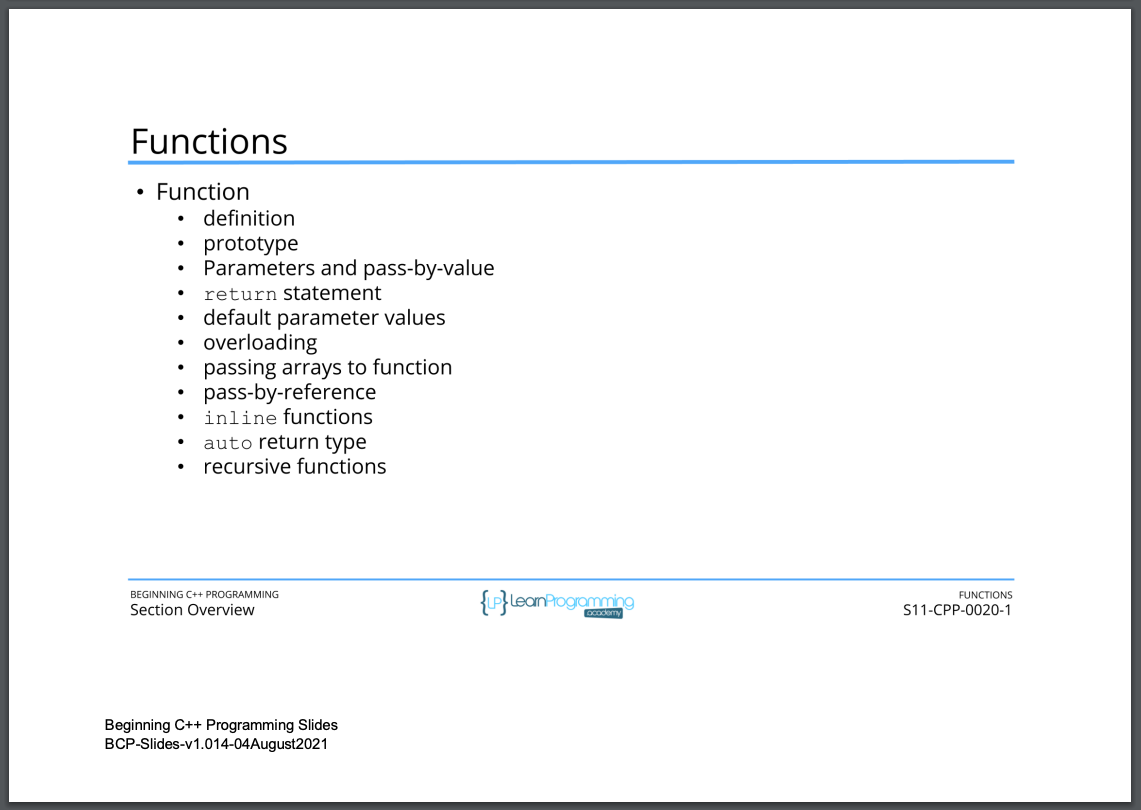 Functions
• Function
• definition
• prototype
• Parameters and pass-by-value
• return statement
• default parameter values
• overloading
• passing arrays to function
• pass-by-reference
• inline functions
• auto return type
• recursive functions
BEGINNING C++ PROGRAMMING
Section Overview
{LP} LearnProgramming
academy
FUNCTIONS
S11-CPP-0020-1
Beginning C++ Programming Slides
BCP-Slides-v1.014-04August2021